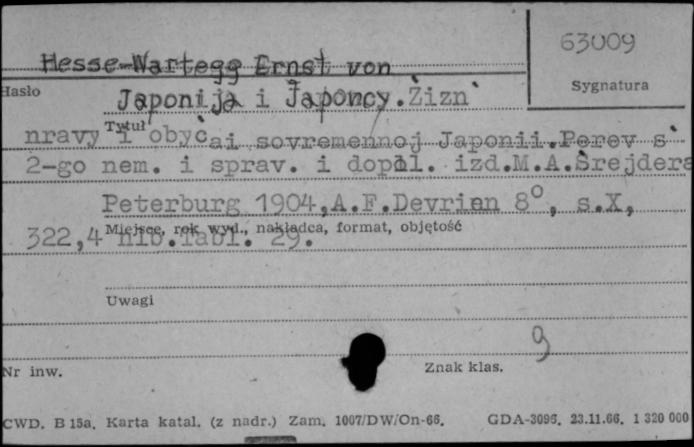 63009
Hesse-Wartegg Ernst von
Hasło
Sygnatura
Japonija i Japoncy.Žizn'
Tytuł
nravy i obyčai sovremennoj Japonii.Perev s
2-go nem. i sprav. i dopol. izd.M.A.Šrejdera
Peterburg 1904,A.F.Devrien 8°, s.X,
Miejsce, rok wyd., nakładca, format, objętość
322,4 nlb.Tabl. 29.
Uwagi
9
Nr inw.
Znak klas.
CWD. B 15a. Karta katal. (z nadr.) Zam. 1007/DW/On-66. GDA-3096. 23.11.66. 1 320 000